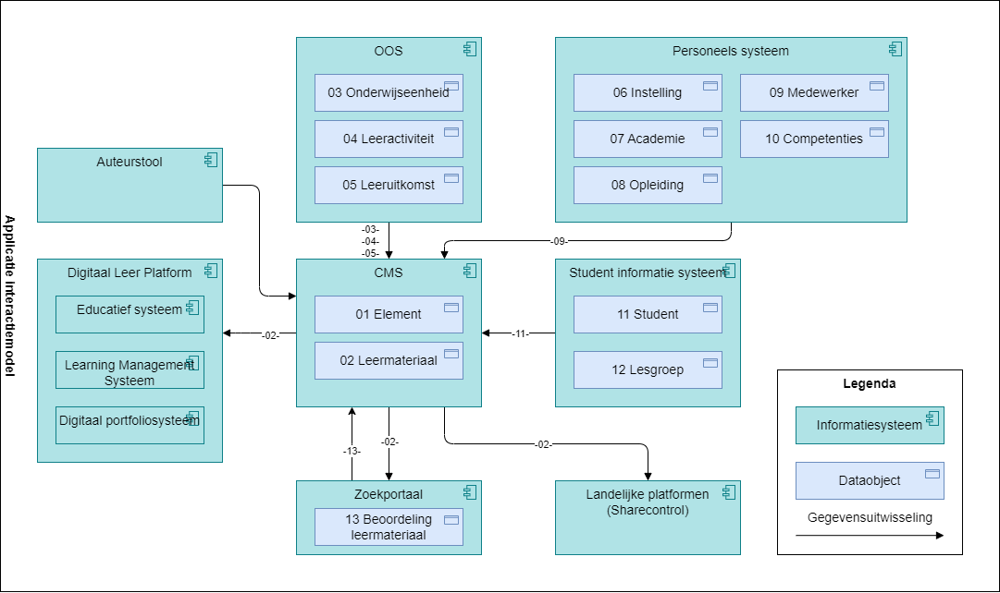 Applicatie interactiemodel
OOS
03 Onderwijseenheid
04 Leeractiviteit
05 Leeruitkomst
Personeels systeem
06 Instelling
07 Academie
08 Opleiding
09 Medewerker
10 Competenties
Auteurstool
-03-
-04-
-05-
-09-
Digitaal Leer Platform
Educatief systeem
Learning Management
Systeem
Digitaal portfoliosysteem
-02-
CMS
01 Element
02 Leermateriaal
-11-
Student informatie systeem
11 Student
12 Lesgroep
-13-
-02-
-02-
Zoekportaal
13 Beoordeling
leermateriaal
Landelijke platformen
(Sharecontrol)
Legenda
Informatiesysteem
Dataobject
Gegevensuitwisseling